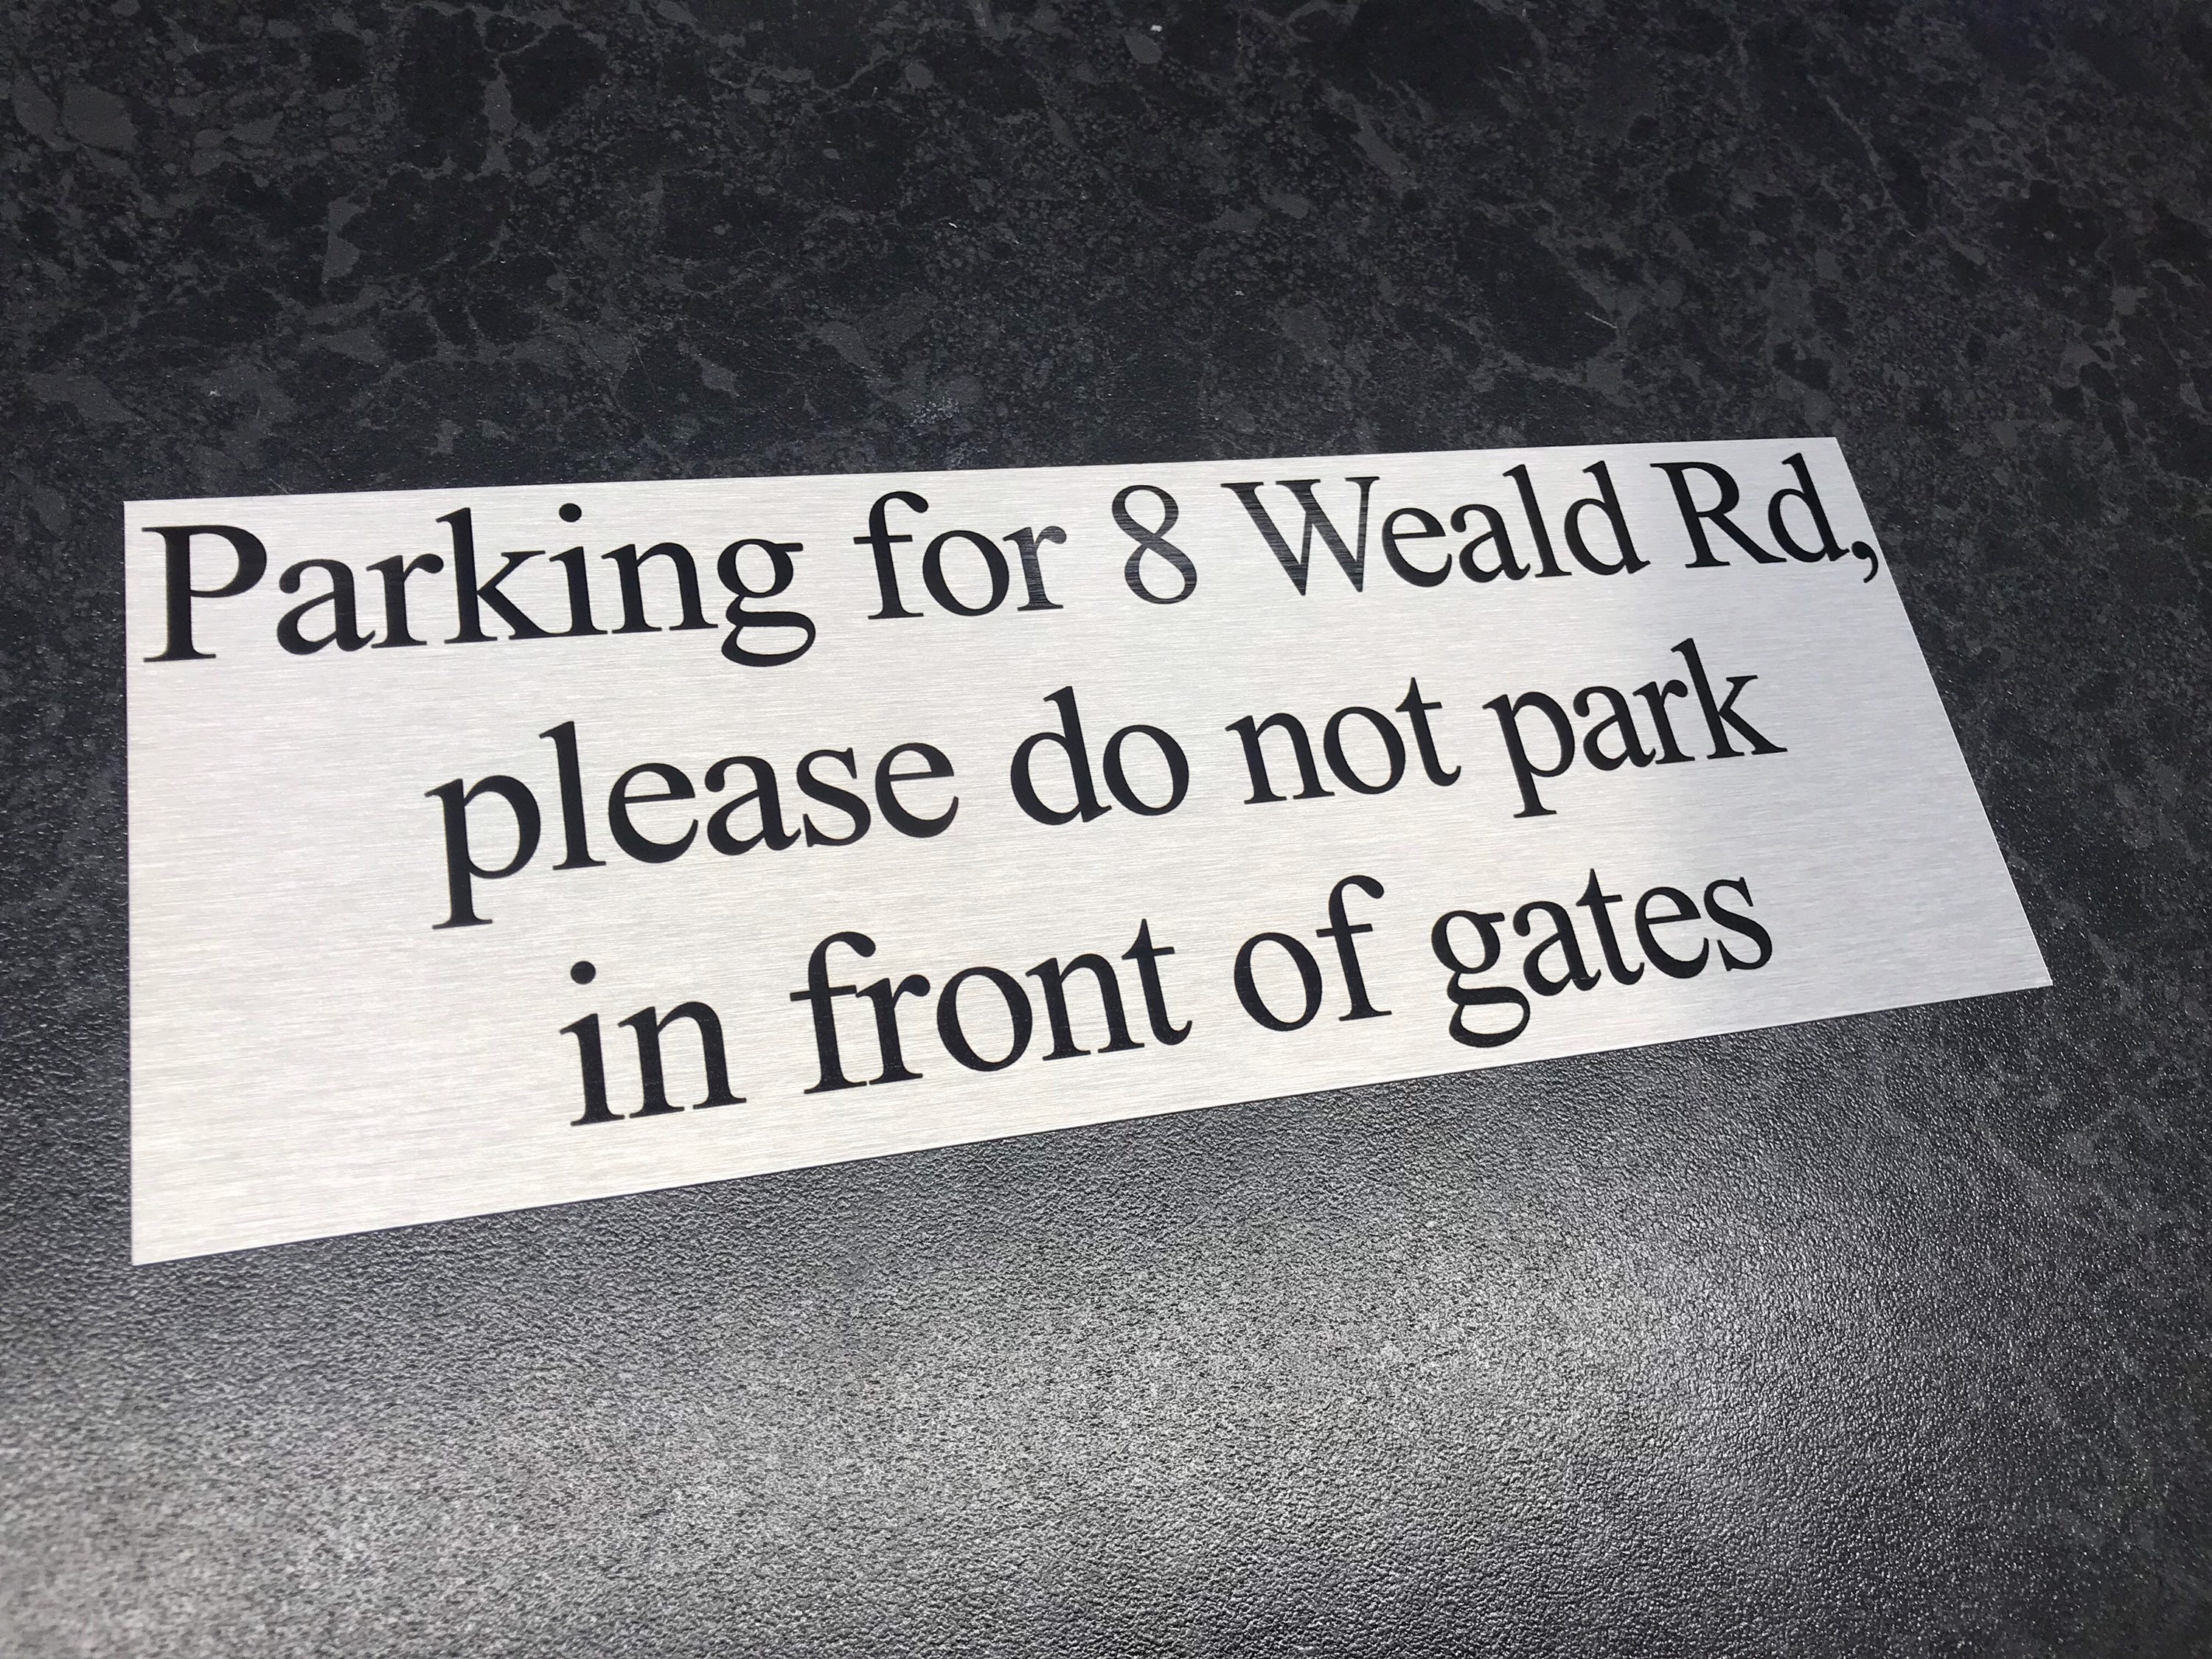 Parking for 8 Weald Rd,
please do not park
in front of gates